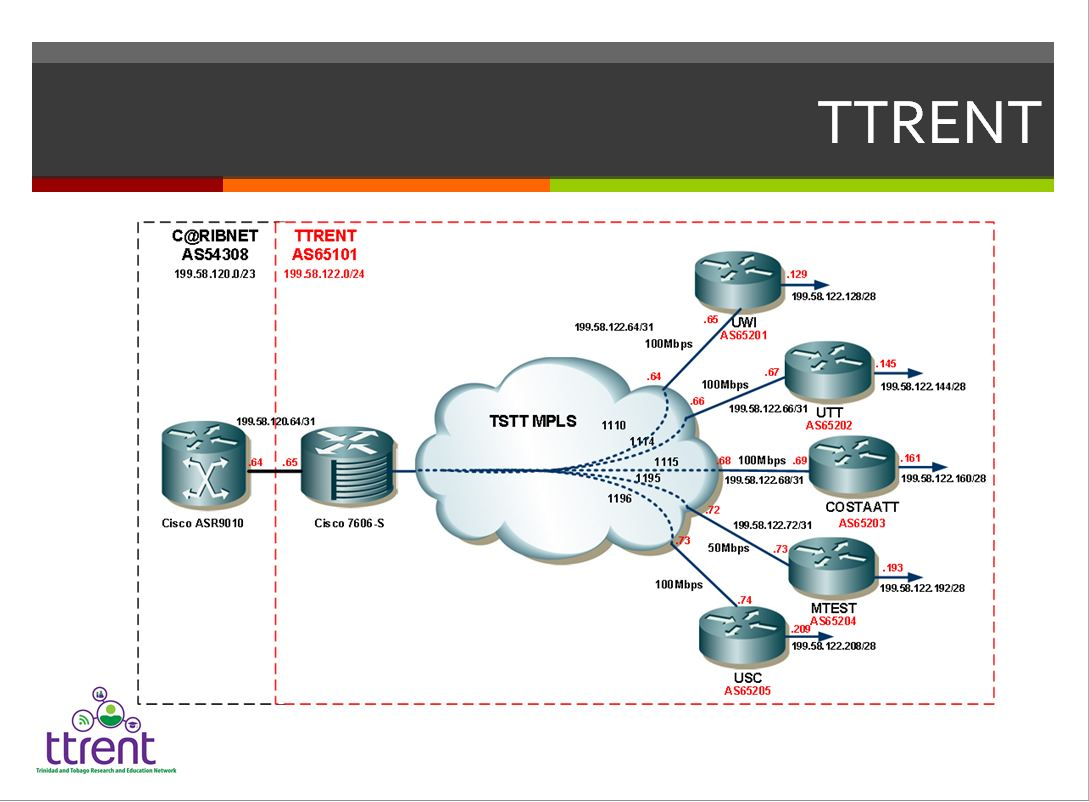 TTRENT
C@RIBNET
AS54308
199.58.120.0/23
TTRENT
AS65101
199.58.122.0/24
.129
199.58.122.128/28
.65
UWI
AS65201
199.58.122.64/31
100Mbps
.64
.67
.145
100Mbps
199.58.122.144/28
.66
199.58.122.66/31
UTT
AS65202
TSTT MPLS
199.58.120.64/31
1110
1114
1115
1195
1196
.64
.65
.68
100Mbps
.69
.161
199.58.122.68/31
199.58.122.160/28
COSTAATT
AS65203
Cisco ASR9010
Cisco 7606-S
.72
199.58.122.72/31
50Mbps
.73
.193
199.58.122.192/28
.73
100Mbps
MTEST
AS65204
.74
.209
199.58.122.208/28
USC
AS65205
ttrent
Trinidad and Tobago Research and Education Network